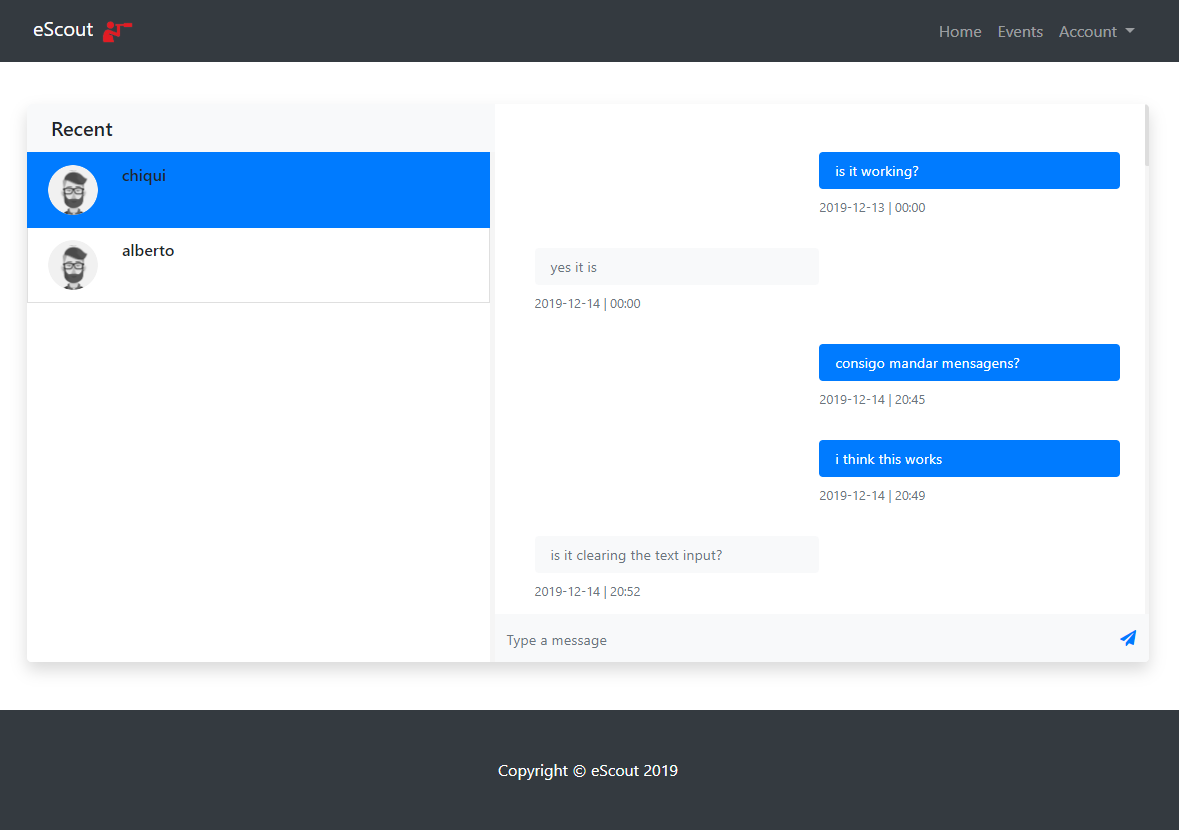 eScout
Home Events Account
Recent
chiqui
alberto
is it working?
2019-12-13 | 00:00
yes it is
2019-12-14 | 00:00
consigo mandar mensagens?
2019-12-14 | 20:45
i think this works
2019-12-14 | 20:49
is it clearing the text input?
2019-12-14 | 20:52
Type a message
Copyright © eScout 2019